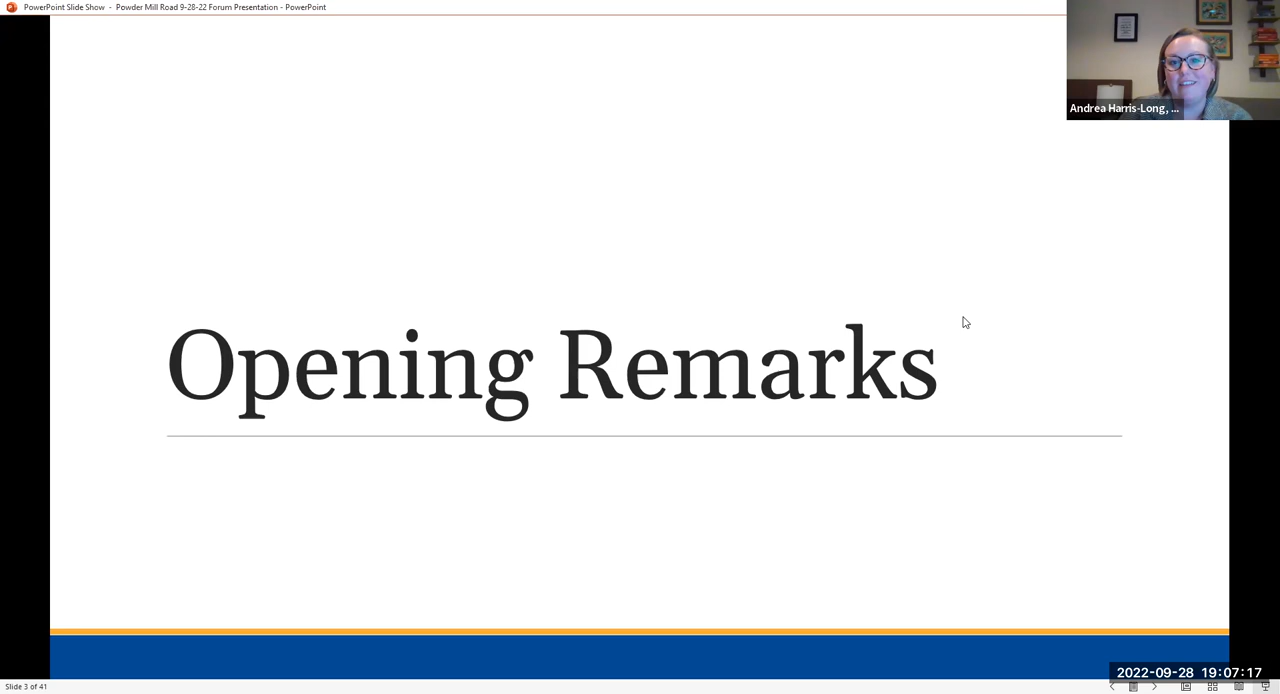 PowerPoint Slide Show - Powder Mill Road 9-28-22 Forum Presentation - PowerPoint
Andrea Harris-Long, ...
Opening Remarks
2022-09-28 19:07:17
Slide 3 of 41